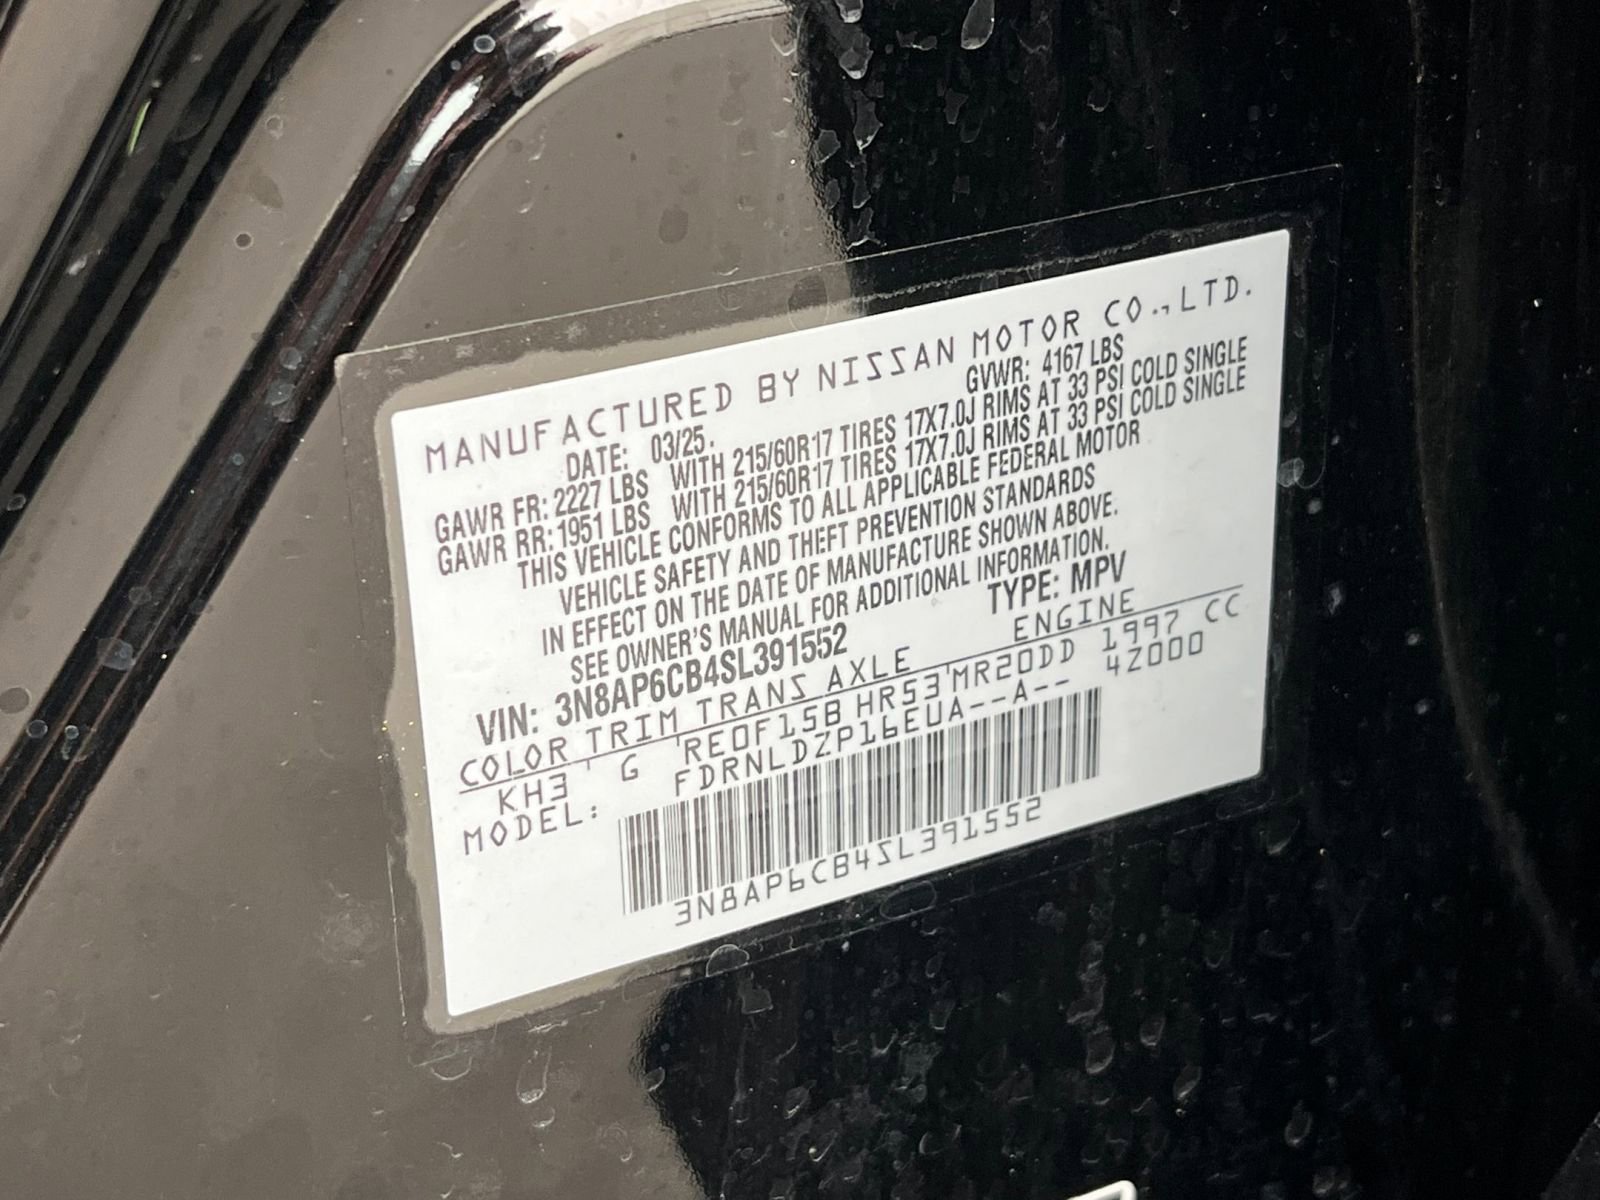 MANUFACTURED BY NISSAN MOTOR CO., LTD.
DATE: 03/25. GVWR: 4167 LBS
GAWR FR: 2227 LBS WITH 215/60R17 TIRES 17X7.0J RIMS AT 33 PSI COLD SINGLE
GAWR RR: 1951 LBS WITH 215/60R17 TIRES 17X7.0J RIMS AT 33 PSI COLD SINGLE
THIS VEHICLE CONFORMS TO ALL APPLICABLE FEDERAL MOTOR
VEHICLE SAFETY AND THEFT PREVENTION STANDARDS
IN EFFECT ON THE DATE OF MANUFACTURE SHOWN ABOVE.
SEE OWNER'S MANUAL FOR ADDITIONAL INFORMATION.
VIN: 3N8AP6CB4SL391552 TYPE: MPV
COLOR TRIM TRANS AXLE ENGINE
KH3 G RE0F15B HR53 MR20DD 1997 CC
MODEL: FDRNLDZP16EUA--A-- 4Z000
3N8AP6CB4SL391552